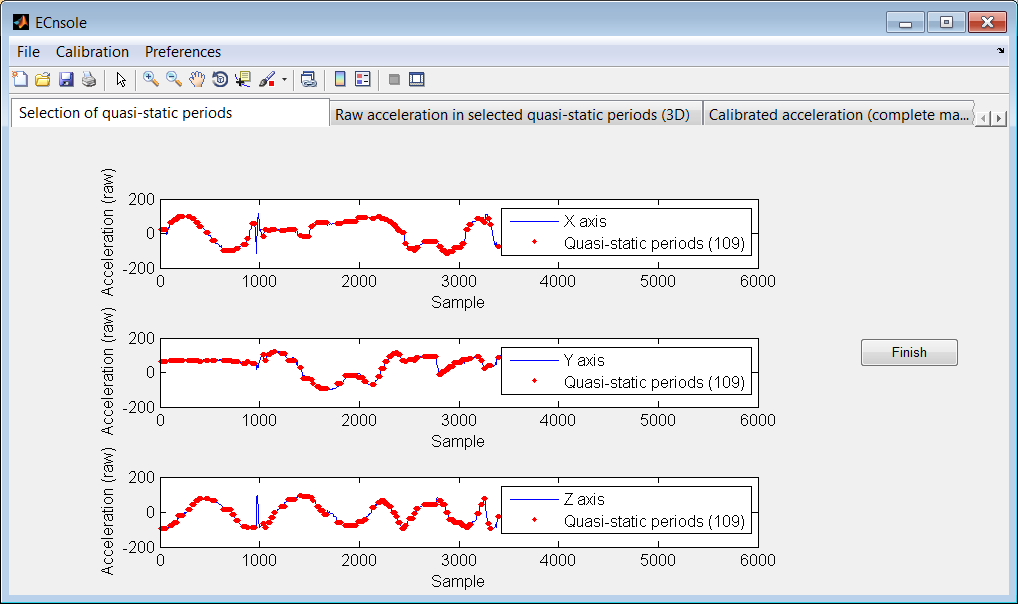 ECnsole
File Calibration Preferences
Selection of quasi-static periods Raw acceleration in selected quasi-static periods (3D) Calibrated acceleration (complete ma...
Acceleration (raw)
200
0
-200
X axis
Quasi-static periods (109)
0 1000 2000 3000 4000 5000 6000
Sample
Acceleration (raw)
200
0
-200
Y axis
Quasi-static periods (109)
0 1000 2000 3000 4000 5000 6000
Sample
Finish
Acceleration (raw)
200
0
-200
Z axis
Quasi-static periods (109)
0 1000 2000 3000 4000 5000 6000
Sample